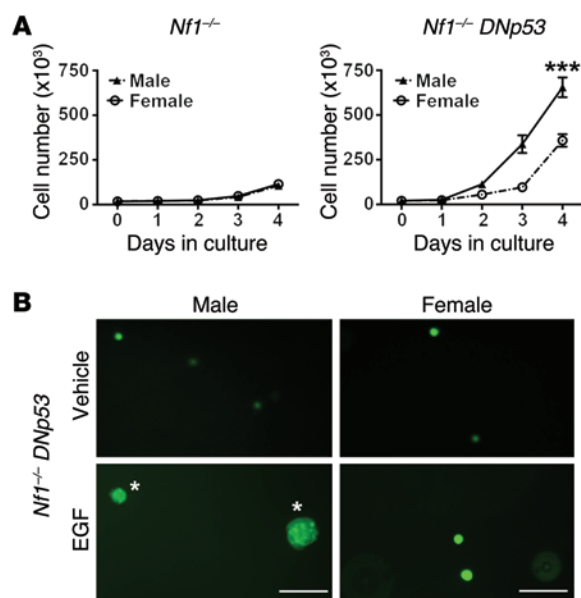 A
Nf1–/–
Nf1–/– DNp53
Cell number (x10³)
750
500
250
0
Male
Female
0 1 2 3 4
Days in culture
Cell number (x10³)
750
500
250
0
Male
Female
***
0 1 2 3 4
Days in culture
B
Male
Female
Nf1–/– DNp53
Vehicle
EGF
*
*